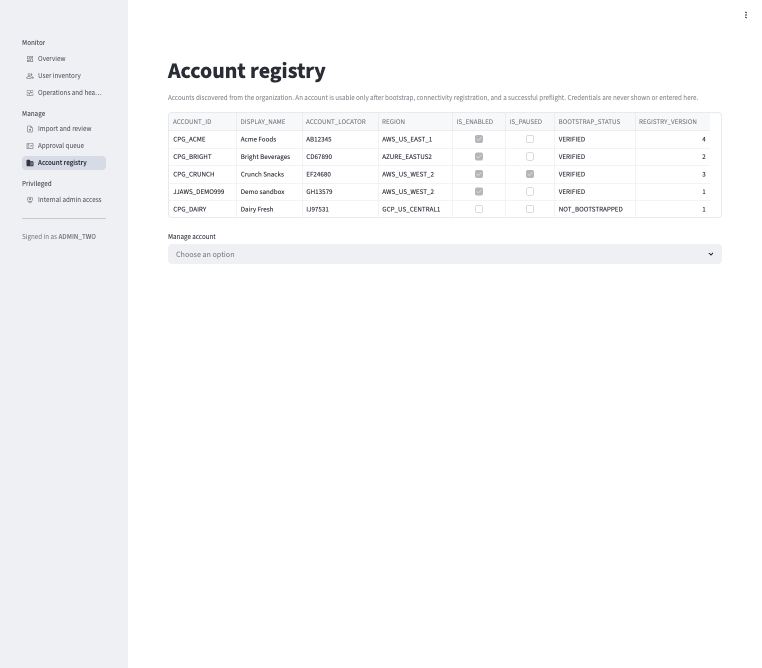 Monitor
Overview
User inventory
Operations and hea...
Manage
Import and review
Approval queue
Account registry
Privileged
Internal admin access
Signed in as ADMIN_TWO
Account registry
Accounts discovered from the organization. An account is usable only after bootstrap, connectivity registration, and a successful preflight. Credentials are never shown or entered here.
ACCOUNT_ID DISPLAY_NAME ACCOUNT_LOCATOR REGION IS_ENABLED IS_PAUSED BOOTSTRAP_STATUS REGISTRY_VERSION
CPG_ACME Acme Foods AB12345 AWS_US_EAST_1 VERIFIED 4
CPG_BRIGHT Bright Beverages CD67890 AZURE_EASTUS2 VERIFIED 2
CPG_CRUNCH Crunch Snacks EF24680 AWS_US_WEST_2 VERIFIED 3
JJAWS_DEMO999 Demo sandbox GH13579 AWS_US_WEST_2 VERIFIED 1
CPG_DAIRY Dairy Fresh IJ97531 GCP_US_CENTRAL1 NOT_BOOTSTRAPPED 1
Manage account
Choose an option